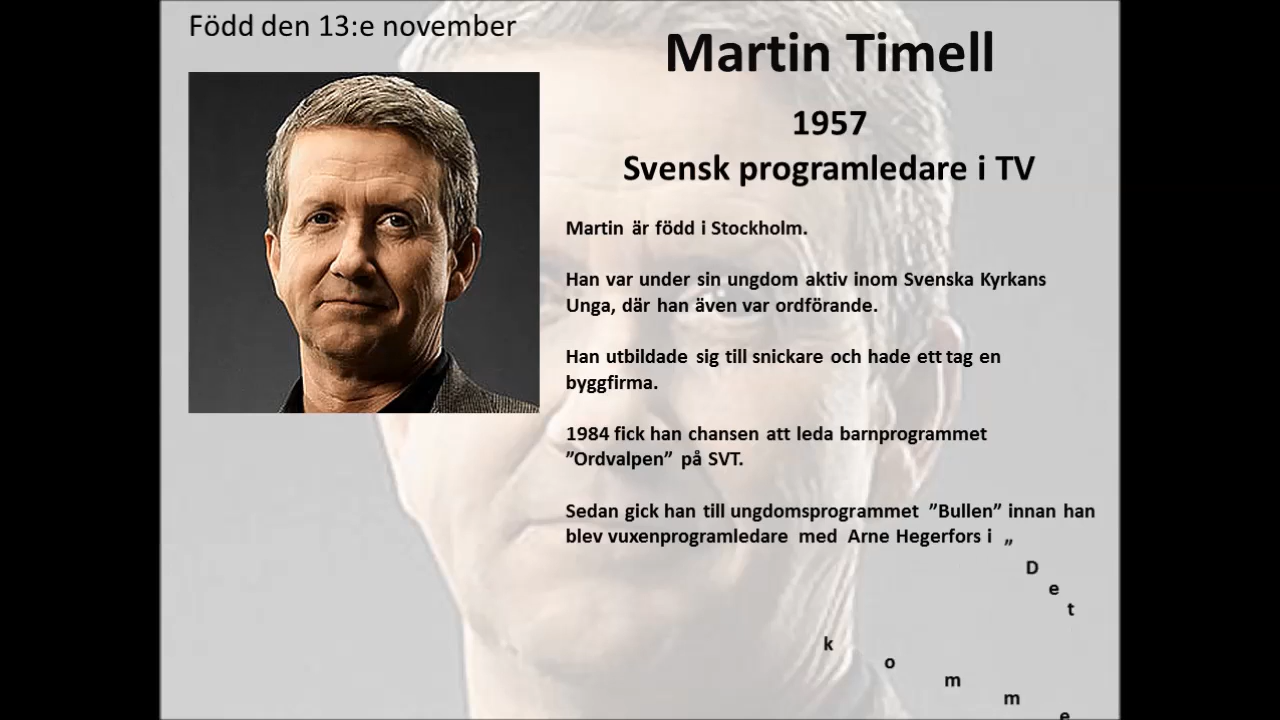 Född den 13:e november
Martin Timell
1957
Svensk programledare i TV
Martin är född i Stockholm.
Han var under sin ungdom aktiv inom Svenska Kyrkans
Unga, där han även var ordförande.
Han utbildade sig till snickare och hade ett tag en
byggfirma.
1984 fick han chansen att leda barnprogrammet
”Ordvalpen” på SVT.
Sedan gick han till ungdomsprogrammet ”Bullen” innan han
blev vuxenprogramledare med Arne Hegerfors i „
Det
komme